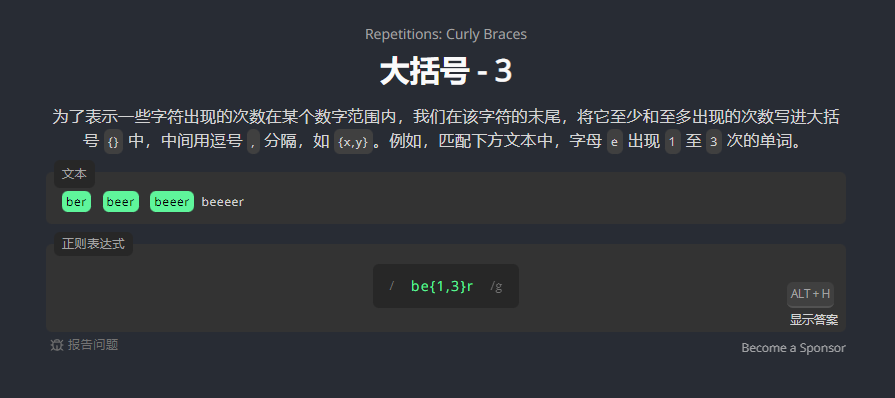 Repetitions: Curly Braces
大括号 - 3
为了表示一些字符出现的次数在某个数字范围内，我们在该字符的末尾，将它至少和至多出现的次数写进大括
号 {} 中，中间用逗号 , 分隔，如 {x,y}。例如，匹配下方文本中，字母 e 出现 1 至 3 次的单词。
文本
ber beer beeer beeeer
正则表达式
/ be{1,3}r /g
ALT + H
显示答案
报告问题
Become a Sponsor